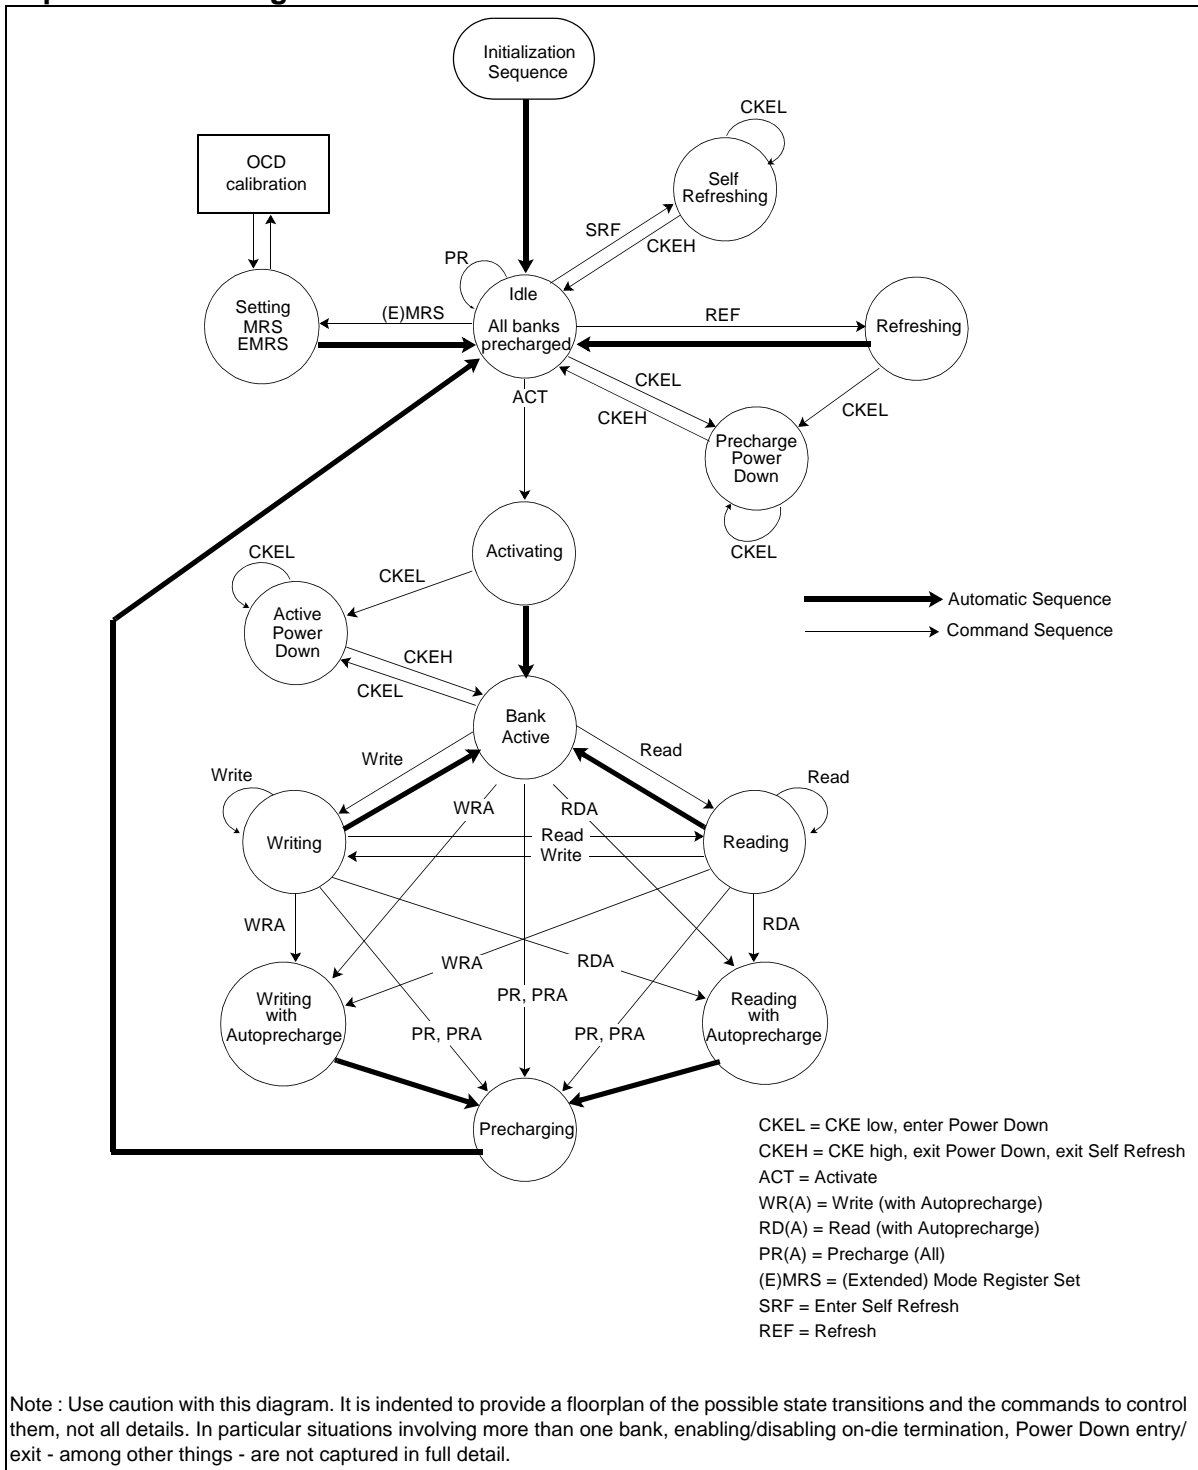 Initialization
Sequence
CKEL
OCD
calibration
Self
Refreshing
SRF
CKEH
PR
Idle
Setting
MRS
EMRS
(E)MRS
All banks
precharged
REF
Refreshing
CKEL
CKEH
ACT
CKEL
Precharge
Power
Down
CKEL
Activating
CKEL
CKEL
Active
Power
Down
CKEH
CKEL
Automatic Sequence
Command Sequence
Bank
Active
Write
Read
Write
Read
WRA
RDA
Writing
Read
Write
Reading
WRA
RDA
WRA
RDA
Writing
with
Autoprecharge
PR, PRA
Reading
with
Autoprecharge
PR, PRA
PR, PRA
Precharging
CKEL = CKE low, enter Power Down
CKEH = CKE high, exit Power Down, exit Self Refresh
ACT = Activate
WR(A) = Write (with Autoprecharge)
RD(A) = Read (with Autoprecharge)
PR(A) = Precharge (All)
(E)MRS = (Extended) Mode Register Set
SRF = Enter Self Refresh
REF = Refresh
Note : Use caution with this diagram. It is indented to provide a floorplan of the possible state transitions and the commands to control
them, not all details. In particular situations involving more than one bank, enabling/disabling on-die termination, Power Down entry/
exit - among other things - are not captured in full detail.